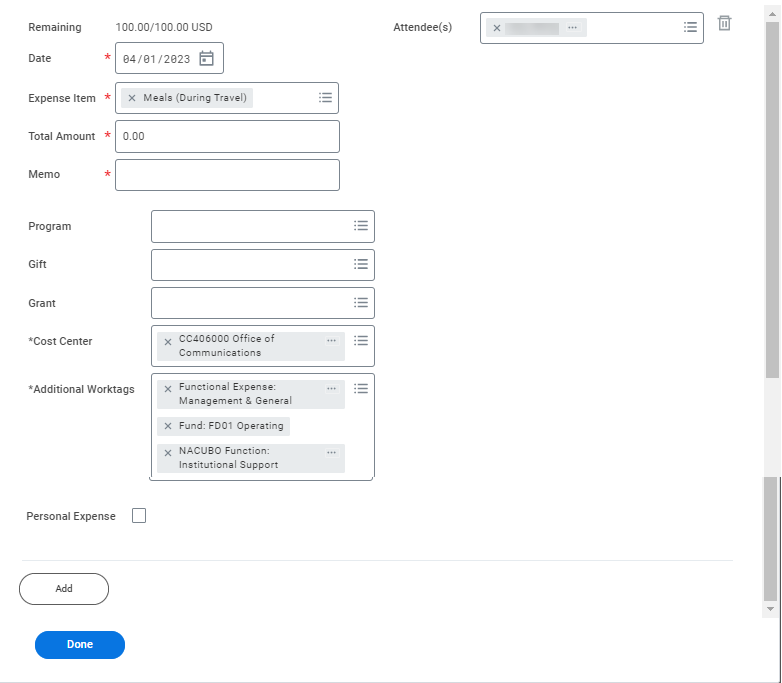 Remaining 100.00/100.00 USD Attendee(s)
Date * 04/01/2023
Expense Item * × Meals (During Travel)
Total Amount * 0.00
Memo *
Program
Gift
Grant
*Cost Center × CC406000 Office of
Communications
*Additional Worktags × Functional Expense:
Management & General
× Fund: FD01 Operating
× NACUBO Function:
Institutional Support
Personal Expense
Add
Done